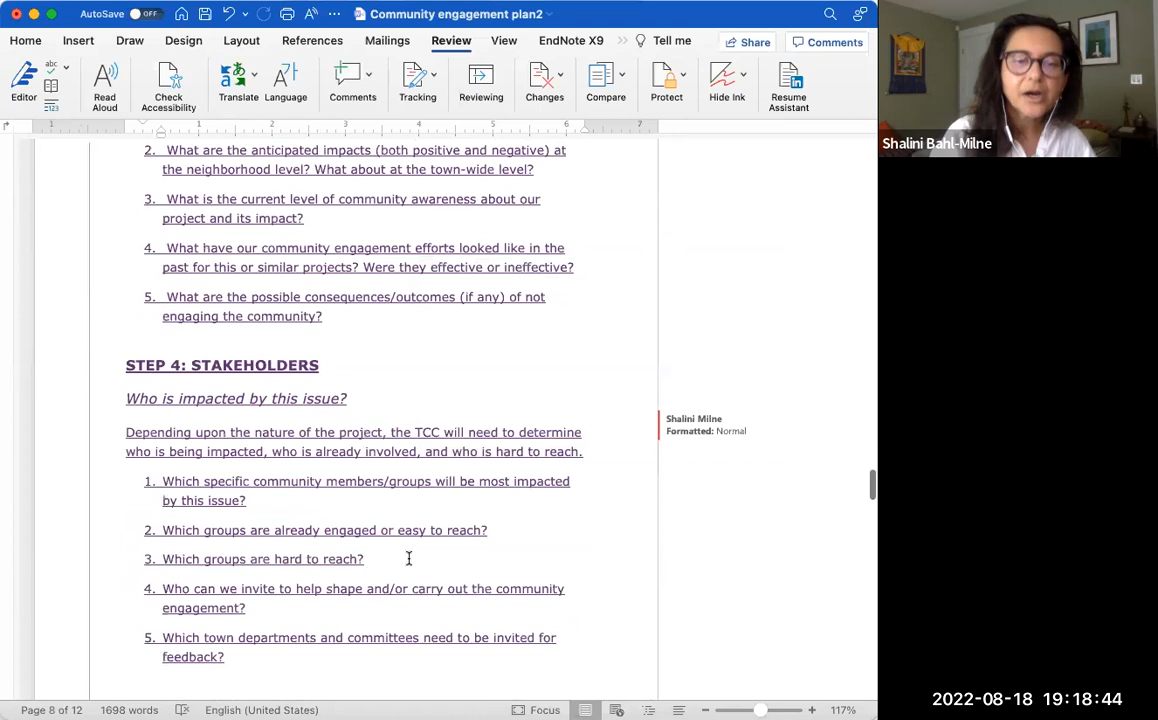 AutoSave OFF Community engagement plan2
Home Insert Draw Design Layout References Mailings Review View EndNote X9 Tell me Share Comments
Editor abc 123 Read Aloud Check Accessibility Translate Language Comments Tracking Reviewing Changes Compare Protect Hide Ink Resume Assistant
1 1 2 3 4 5 6 7
2. What are the anticipated impacts (both positive and negative) at
the neighborhood level? What about at the town-wide level?
3. What is the current level of community awareness about our
project and its impact?
4. What have our community engagement efforts looked like in the
past for this or similar projects? Were they effective or ineffective?
5. What are the possible consequences/outcomes (if any) of not
engaging the community?
STEP 4: STAKEHOLDERS
Who is impacted by this issue?
Depending upon the nature of the project, the TCC will need to determine
who is being impacted, who is already involved, and who is hard to reach.
1. Which specific community members/groups will be most impacted
by this issue?
2. Which groups are already engaged or easy to reach?
3. Which groups are hard to reach?
4. Who can we invite to help shape and/or carry out the community
engagement?
5. Which town departments and committees need to be invited for
feedback?
Shalini Milne
Formatted: Normal
Page 8 of 12 1698 words English (United States) Focus 117%
Shalini Bahl-Milne
2022-08-18 19:18:44